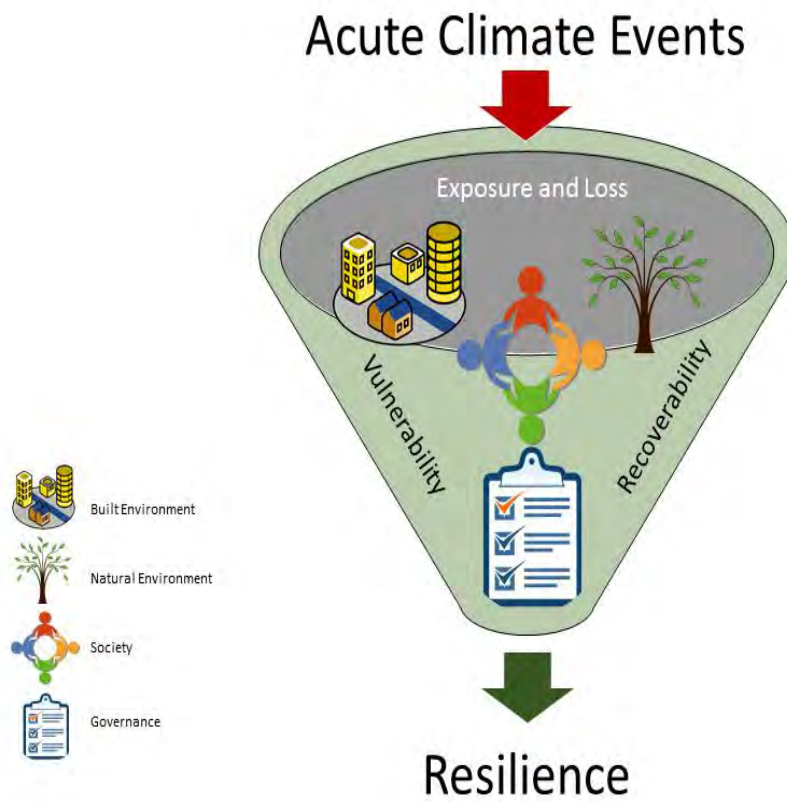 Acute Climate Events
Exposure and Loss
Vulnerability
Recoverability
Built Environment
Natural Environment
Society
Governance
Resilience